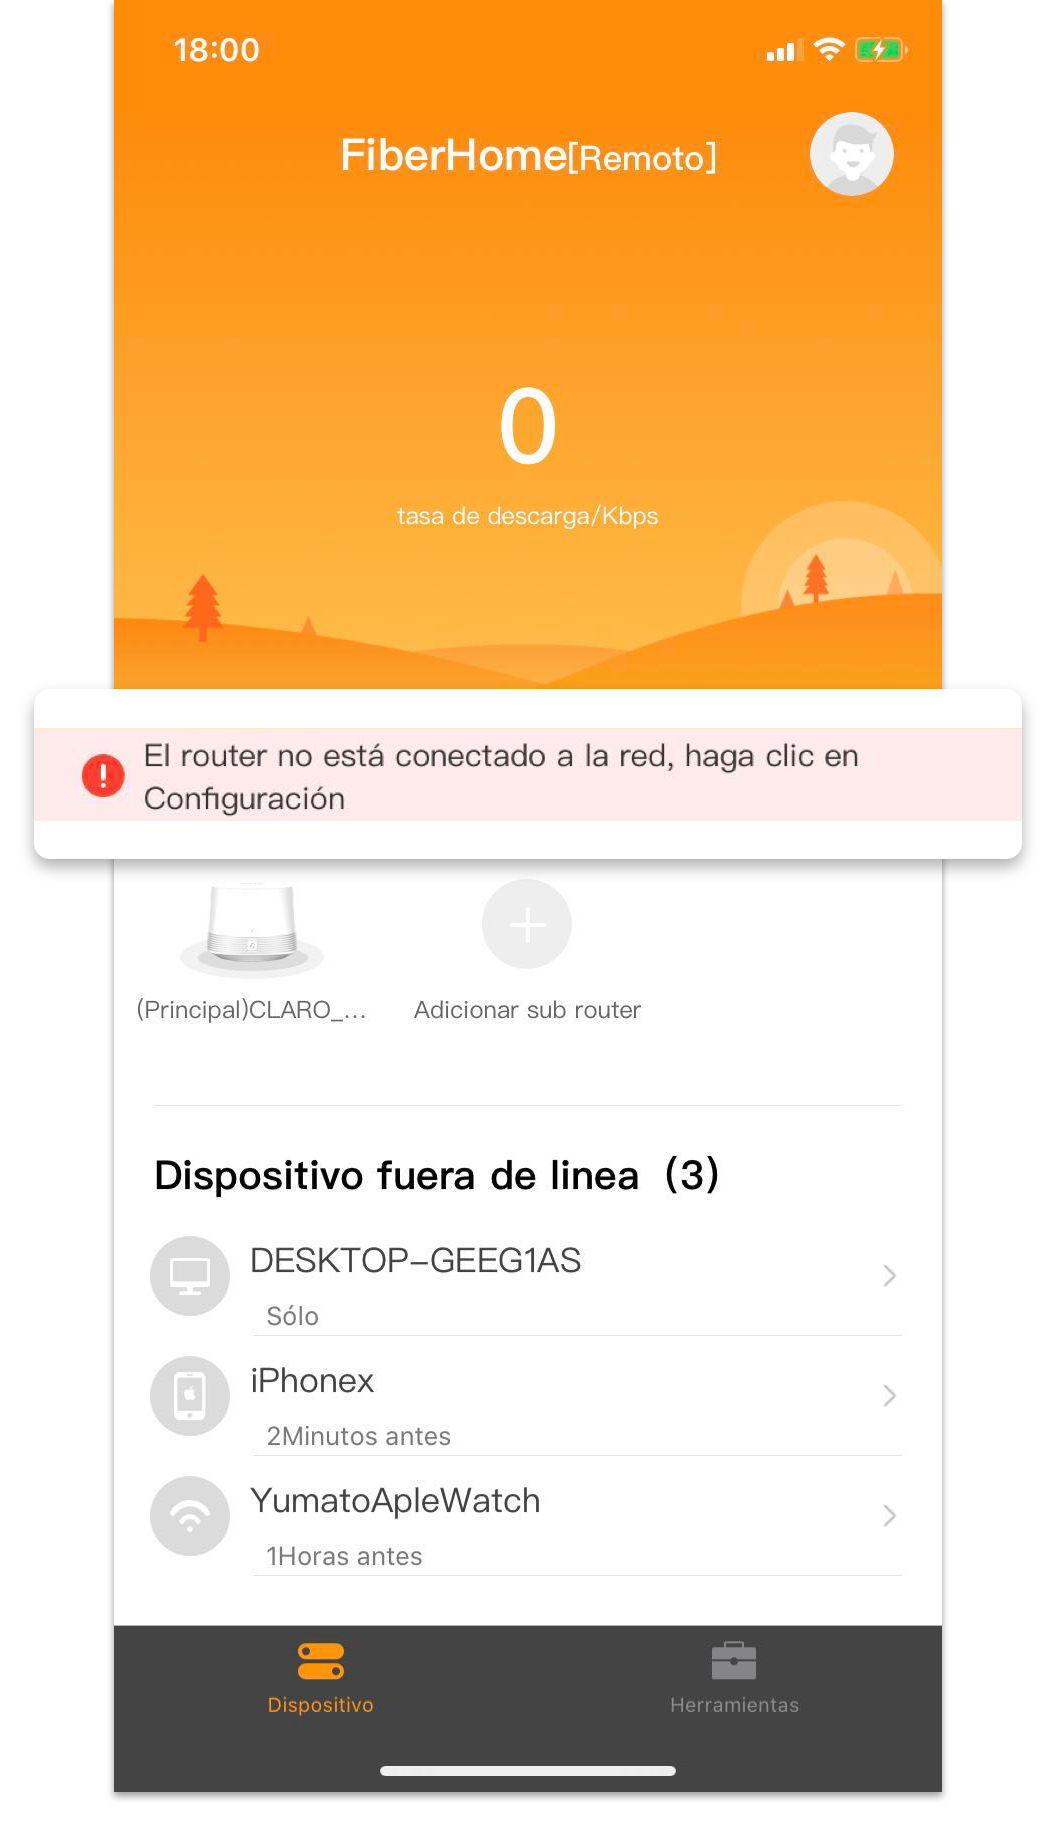 18:00
FiberHome[Remoto]
0
tasa de descarga/Kbps
El router no está conectado a la red, haga clic en
Configuración
(Principal)CLARO_...
Adicionar sub router
Dispositivo fuera de linea (3)
DESKTOP-GEEG1AS
Sólo
iPhonex
2Minutos antes
YumatoApleWatch
1Horas antes
Dispositivo
Herramientas